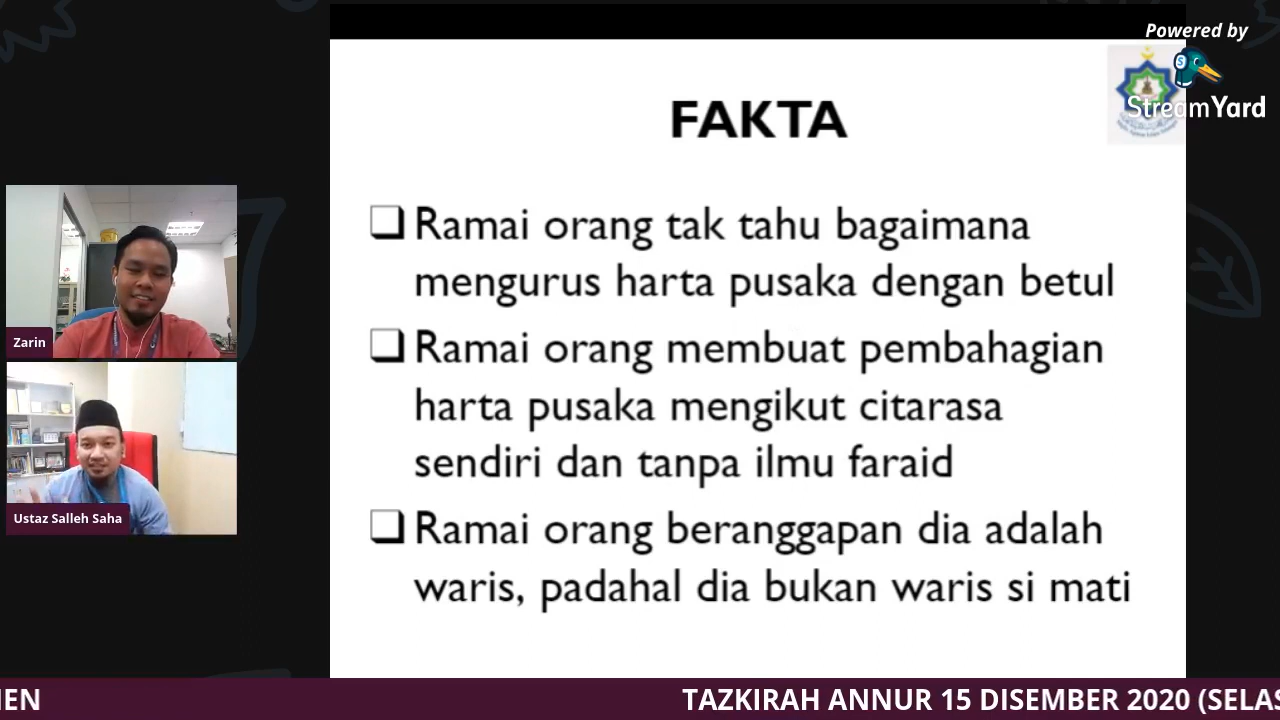 Powered by
StreamYard
FAKTA
Ramai orang tak tahu bagaimana
mengurus harta pusaka dengan betul
Ramai orang membuat pembahagian
harta pusaka mengikut citarasa
sendiri dan tanpa ilmu faraid
Ramai orang beranggapan dia adalah
waris, padahal dia bukan waris si mati
Zarin
Ustaz Salleh Saha
IEN
TAZKIRAH ANNUR 15 DISEMBER 2020 (SELAS